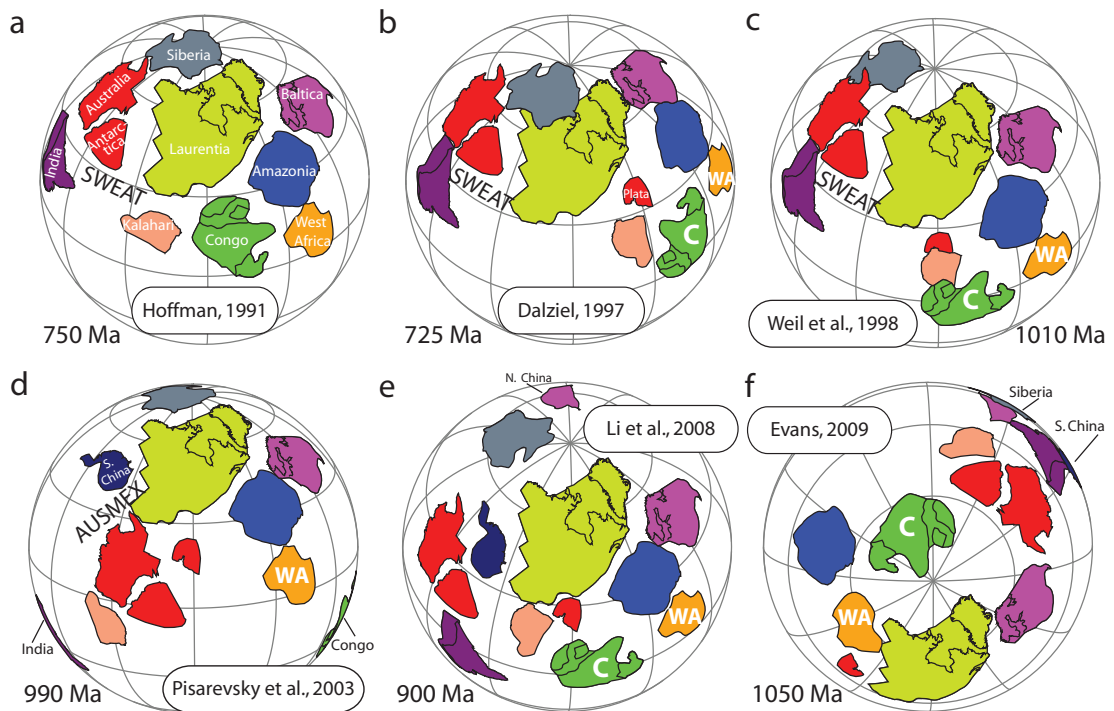 a
Siberia
Australia
Antarc-
tica
India
SWEAT
Laurentia
Baltica
Amazonia
Kalahari
Congo
West
Africa
Hoffman, 1991
750 Ma
b
SWEAT
Plata
WA
C
Dalziel, 1997
725 Ma
c
SWEAT
WA
C
Weil et al., 1998
1010 Ma
d
S.
China
AUSMEX
WA
India
Congo
Pisarevsky et al., 2003
990 Ma
e
N. China
Li et al., 2008
WA
C
900 Ma
f
Evans, 2009
Siberia
S. China
C
WA
1050 Ma